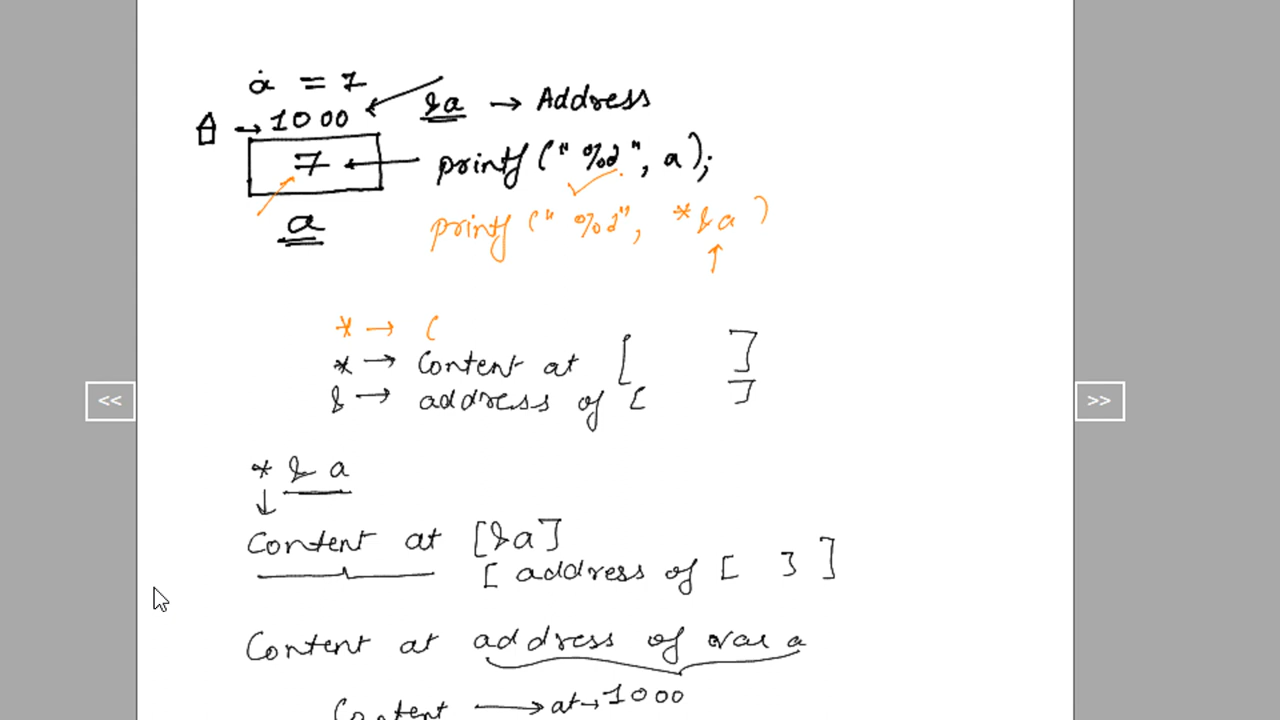 a = 7
1000 &a → Address
7 ← printf ("%d", a);
a
printf ("%d", *&a )
* → (
* → Content at [ ]
& → address of [ ]
* & a
Content at [&a]
[ address of [ ] ]
Content at address of var a
Content → at → 1000
<<
>>